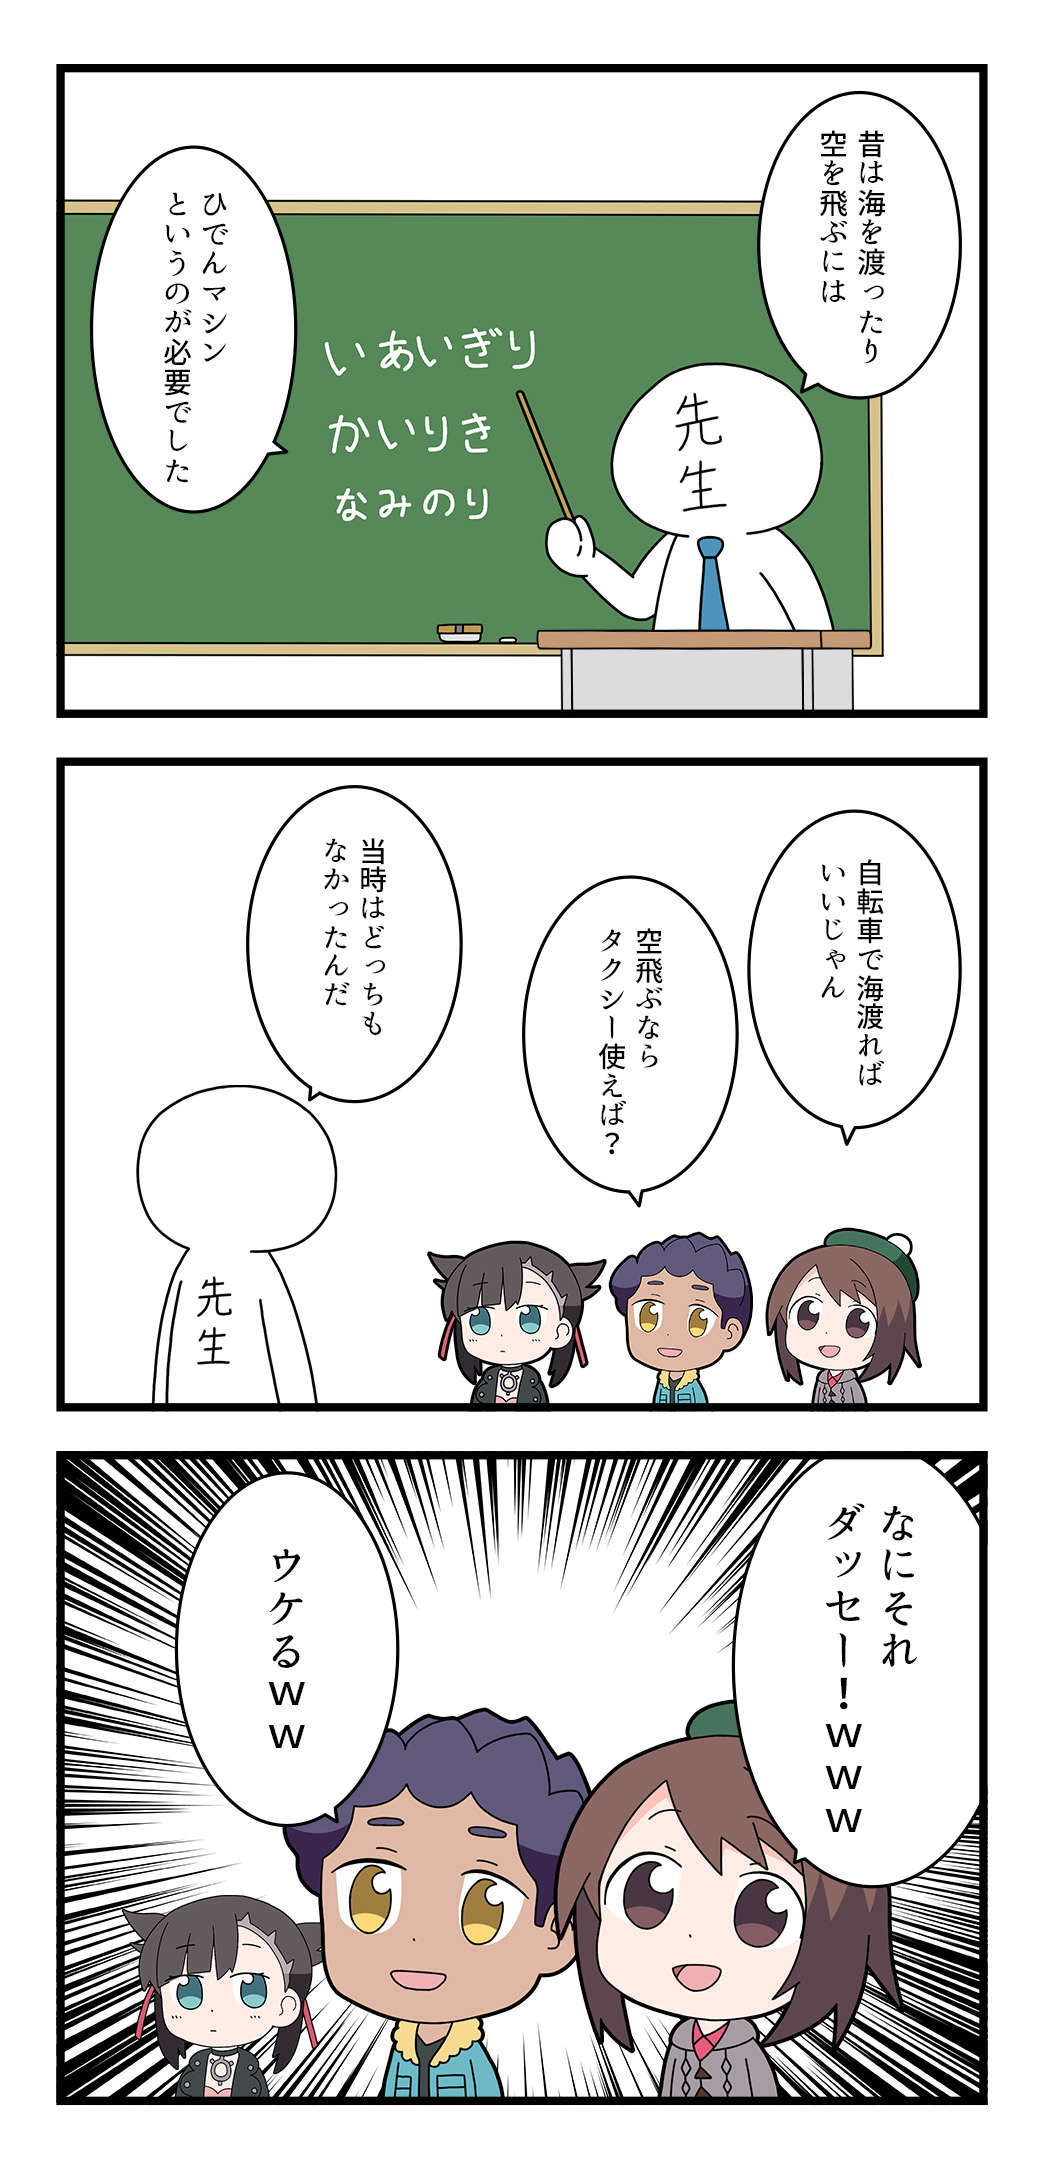 昔は海を渡ったり
空を飛ぶには
ひでんマシン
というのが必要でした
いあいぎり
かいりき
なみのり
先生
自転車で海渡れば
いいじゃん
空飛ぶなら
タクシー使えば？
当時はどっちも
なかったんだ
先生
なにそれ
ダッセー！ｗｗｗ
ウケるｗｗ